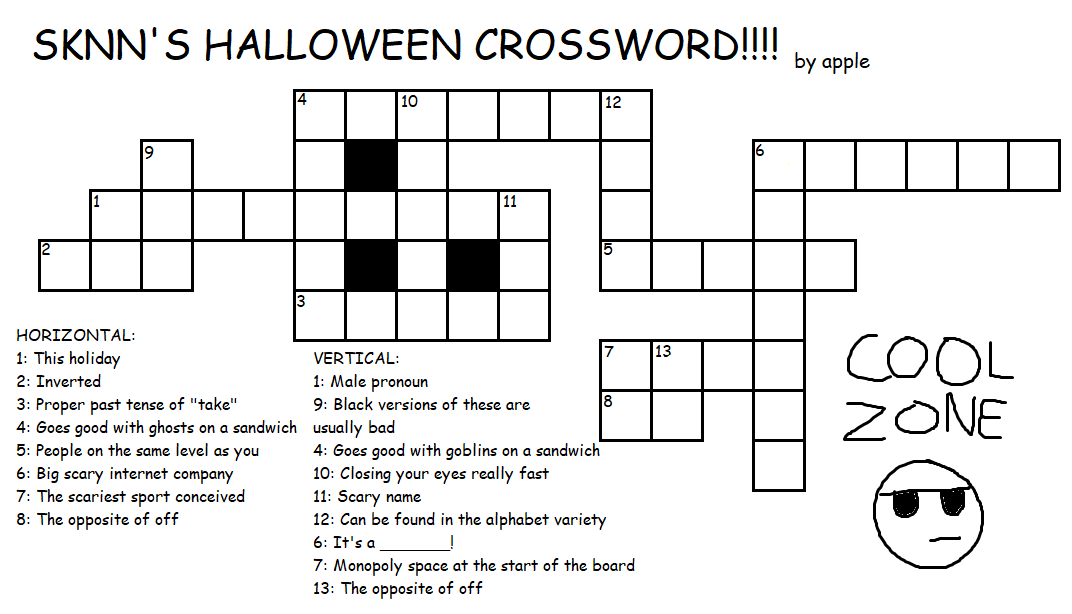 SKNN'S HALLOWEEN CROSSWORD!!!! by apple
4 10 12
9 6
1 11
2 5
3
7 13
8
HORIZONTAL:
1: This holiday
2: Inverted
3: Proper past tense of "take"
4: Goes good with ghosts on a sandwich
5: People on the same level as you
6: Big scary internet company
7: The scariest sport conceived
8: The opposite of off
VERTICAL:
1: Male pronoun
9: Black versions of these are
usually bad
4: Goes good with goblins on a sandwich
10: Closing your eyes really fast
11: Scary name
12: Can be found in the alphabet variety
6: It's a _______!
7: Monopoly space at the start of the board
13: The opposite of off
COOL
ZONE